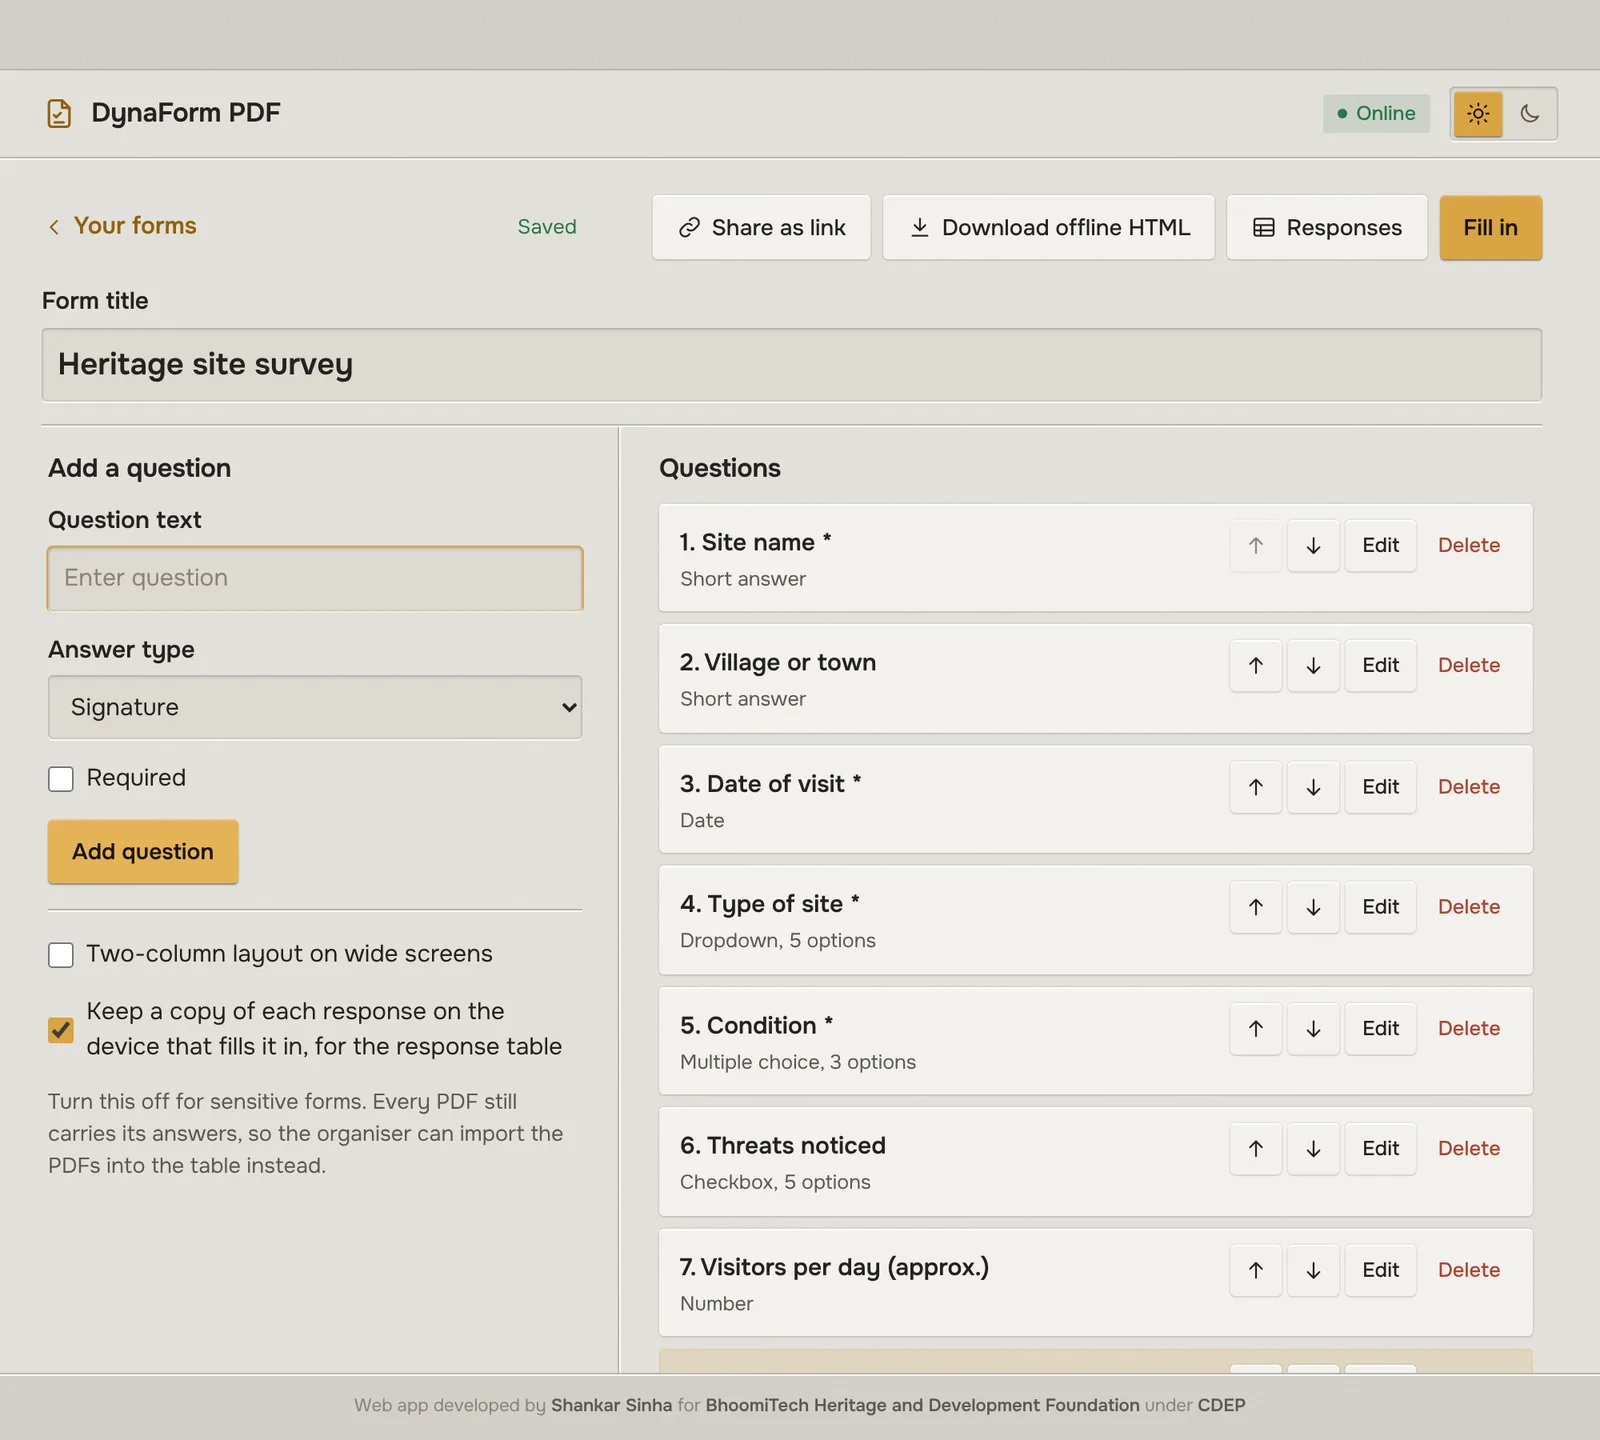 DynaForm PDF
Online
Your forms
Saved
Share as link
Download offline HTML
Responses
Fill in
Form title
Heritage site survey
Add a question
Question text
Enter question
Answer type
Signature
Required
Add question
Two-column layout on wide screens
Keep a copy of each response on the
device that fills it in, for the response table
Turn this off for sensitive forms. Every PDF still
carries its answers, so the organiser can import the
PDFs into the table instead.
Questions
1. Site name *
Short answer
Edit
Delete
2. Village or town
Short answer
Edit
Delete
3. Date of visit *
Date
Edit
Delete
4. Type of site *
Dropdown, 5 options
Edit
Delete
5. Condition *
Multiple choice, 3 options
Edit
Delete
6. Threats noticed
Checkbox, 5 options
Edit
Delete
7. Visitors per day (approx.)
Number
Edit
Delete
Web app developed by Shankar Sinha for BhoomiTech Heritage and Development Foundation under CDEP